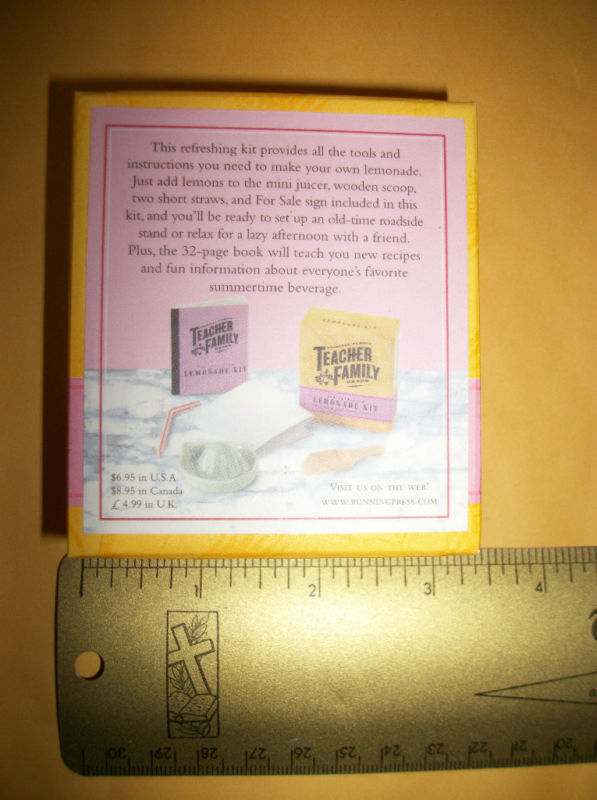 This refreshing kit provides all the tools and
instructions you need to make your own lemonade.
Just add lemons to the mini juicer, wooden scoop,
two short straws, and For Sale sign included in this
kit, and you'll be ready to set up an old-time roadside
stand or relax for a lazy afternoon with a friend.
Plus, the 32-page book will teach you new recipes
and fun information about everyone's favorite
summertime beverage.
TEACHER
FAMILY
LEMONADE KIT
LEMONADE KIT
TEACHER
FAMILY
BRAND
LEMONADE KIT
$6.95 in U.S.A.
$8.95 in Canada
£ 4.99 in U.K.
VISIT US ON THE WEB!
WWW.RUNNINGPRESS.COM
1 2 3 4
30 29 28 27 26 25 24 23 22 21 20